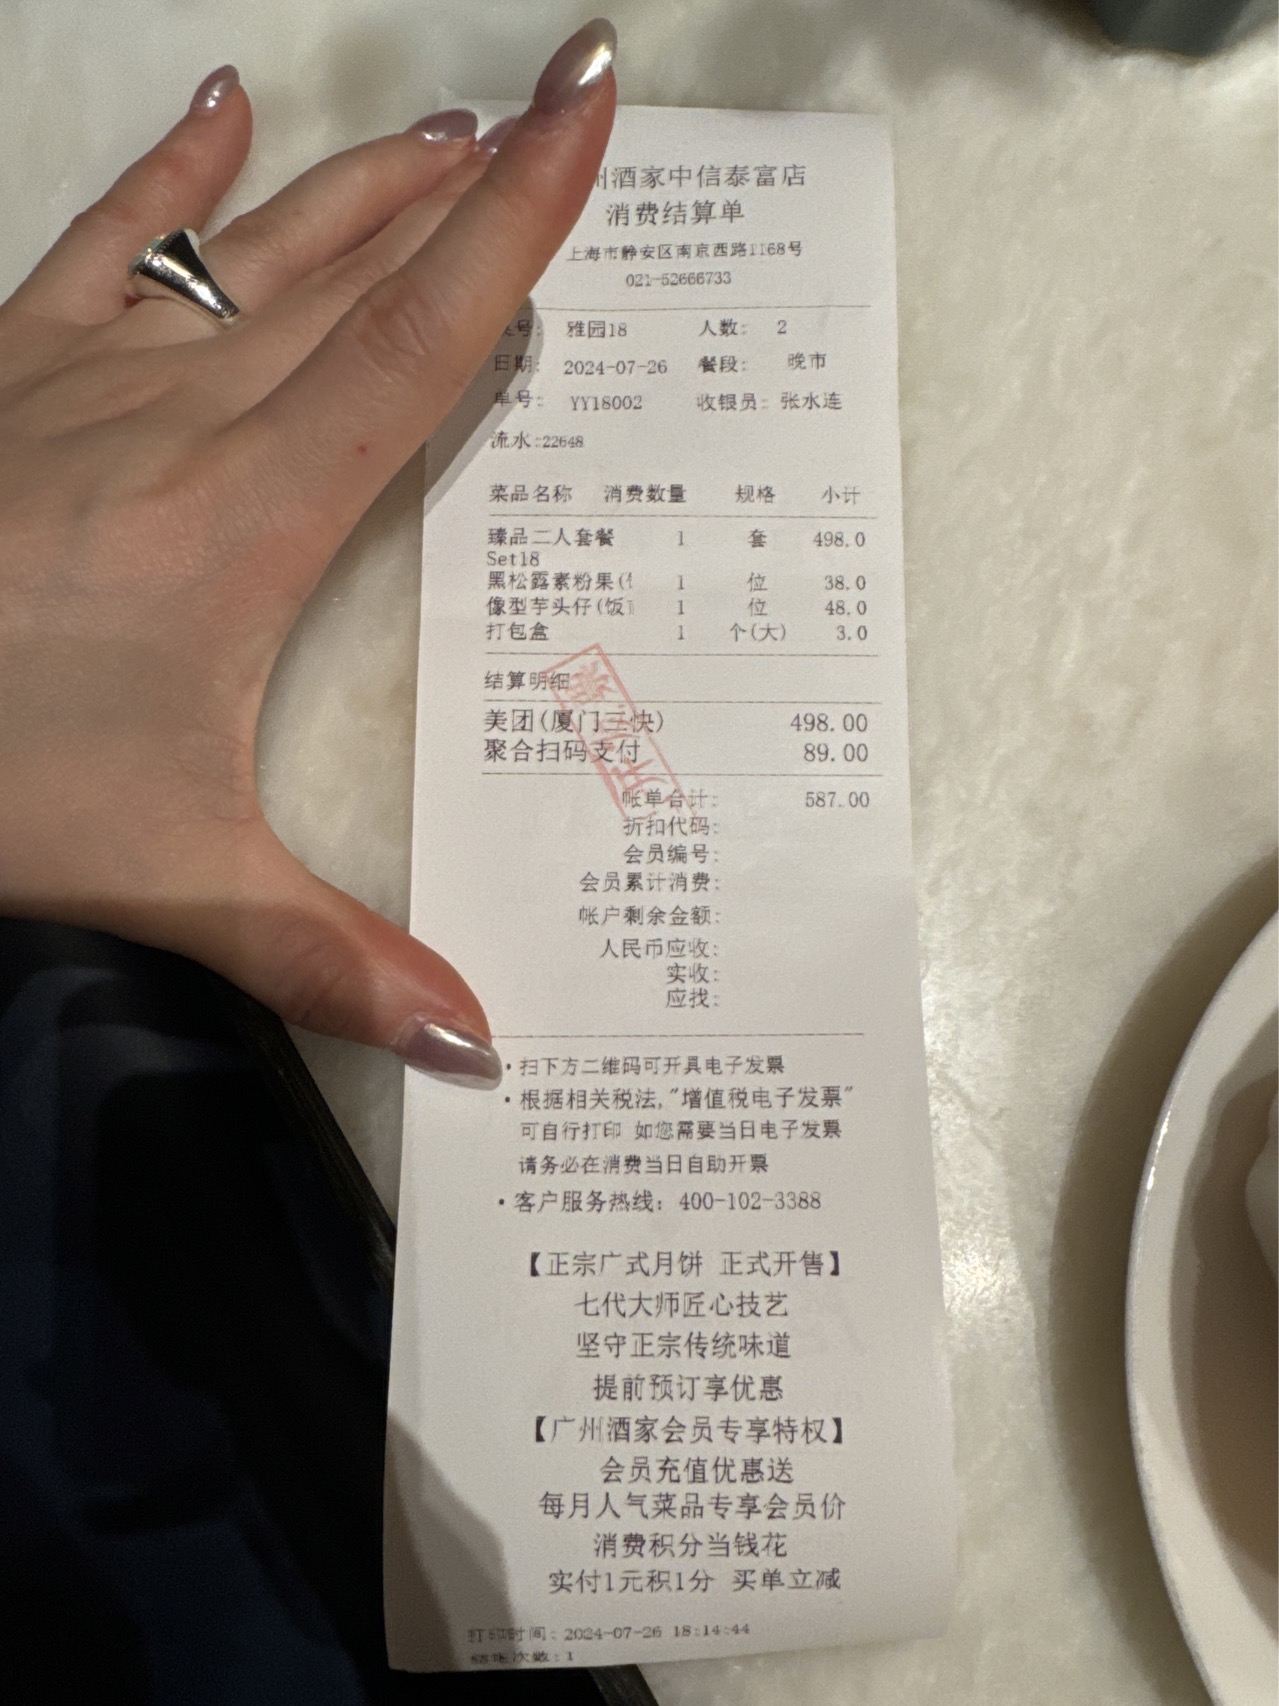 州酒家中信泰富店
消费结算单
上海市静安区南京西路1168号
021-52666733
号: 雅园18 人数: 2
日期: 2024-07-26 餐段: 晚市
单号: YY18002 收银员: 张水连
流水:22648
菜品名称 消费数量 规格 小计
臻品二人套餐 1 套 498.0
Set18
黑松露素粉果( 1 位 38.0
像型芋头仔(饭 1 位 48.0
打包盒 1 个(大) 3.0
结算明细
美团(厦门三快) 498.00
聚合扫码支付 89.00
帐单合计: 587.00
折扣代码:
会员编号:
会员累计消费:
帐户剩余金额:
人民币应收:
实收:
应找:
·扫下方二维码可开具电子发票
·根据相关税法,"增值税电子发票"
可自行打印 如您需要当日电子发票
请务必在消费当日自助开票
·客户服务热线: 400-102-3388
【正宗广式月饼 正式开售】
七代大师匠心技艺
坚守正宗传统味道
提前预订享优惠
【广州酒家会员专享特权】
会员充值优惠送
每月人气菜品专享会员价
消费积分当钱花
实付1元积1分 买单立减
打印时间: 2024-07-26 18:14:44
结账次数: 1